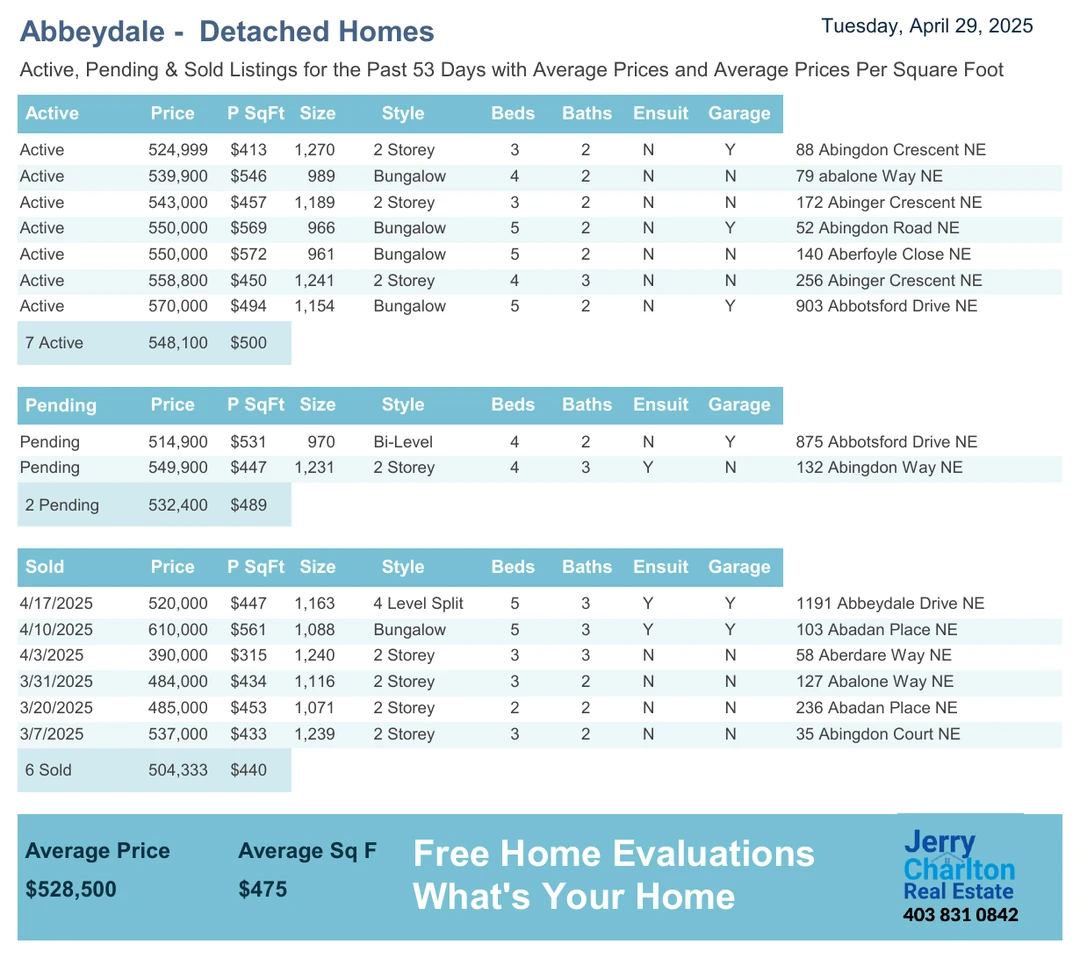 Abbeydale - Detached Homes
Tuesday, April 29, 2025
Active, Pending & Sold Listings for the Past 53 Days with Average Prices and Average Prices Per Square Foot
Active Price P SqFt Size Style Beds Baths Ensuit Garage
Active 524,999 $413 1,270 2 Storey 3 2 N Y 88 Abingdon Crescent NE
Active 539,900 $546 989 Bungalow 4 2 N N 79 abalone Way NE
Active 543,000 $457 1,189 2 Storey 3 2 N N 172 Abinger Crescent NE
Active 550,000 $569 966 Bungalow 5 2 N Y 52 Abingdon Road NE
Active 550,000 $572 961 Bungalow 5 2 N N 140 Aberfoyle Close NE
Active 558,800 $450 1,241 2 Storey 4 3 N N 256 Abinger Crescent NE
Active 570,000 $494 1,154 Bungalow 5 2 N Y 903 Abbotsford Drive NE
7 Active 548,100 $500
Pending Price P SqFt Size Style Beds Baths Ensuit Garage
Pending 514,900 $531 970 Bi-Level 4 2 N Y 875 Abbotsford Drive NE
Pending 549,900 $447 1,231 2 Storey 4 3 Y N 132 Abingdon Way NE
2 Pending 532,400 $489
Sold Price P SqFt Size Style Beds Baths Ensuit Garage
4/17/2025 520,000 $447 1,163 4 Level Split 5 3 Y Y 1191 Abbeydale Drive NE
4/10/2025 610,000 $561 1,088 Bungalow 5 3 Y Y 103 Abadan Place NE
4/3/2025 390,000 $315 1,240 2 Storey 3 3 N N 58 Aberdare Way NE
3/31/2025 484,000 $434 1,116 2 Storey 3 2 N N 127 Abalone Way NE
3/20/2025 485,000 $453 1,071 2 Storey 2 2 N N 236 Abadan Place NE
3/7/2025 537,000 $433 1,239 2 Storey 3 2 N N 35 Abingdon Court NE
6 Sold 504,333 $440
Average Price Average Sq F
$528,500 $475
Free Home Evaluations
What's Your Home
Jerry
Charlton
Real Estate
403 831 0842